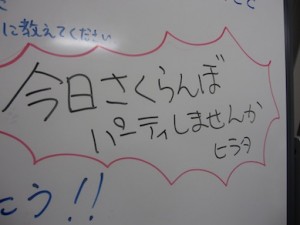 に教えてください
今日さくらんぼ
パーティしませんか
ヒラタ
こう!!